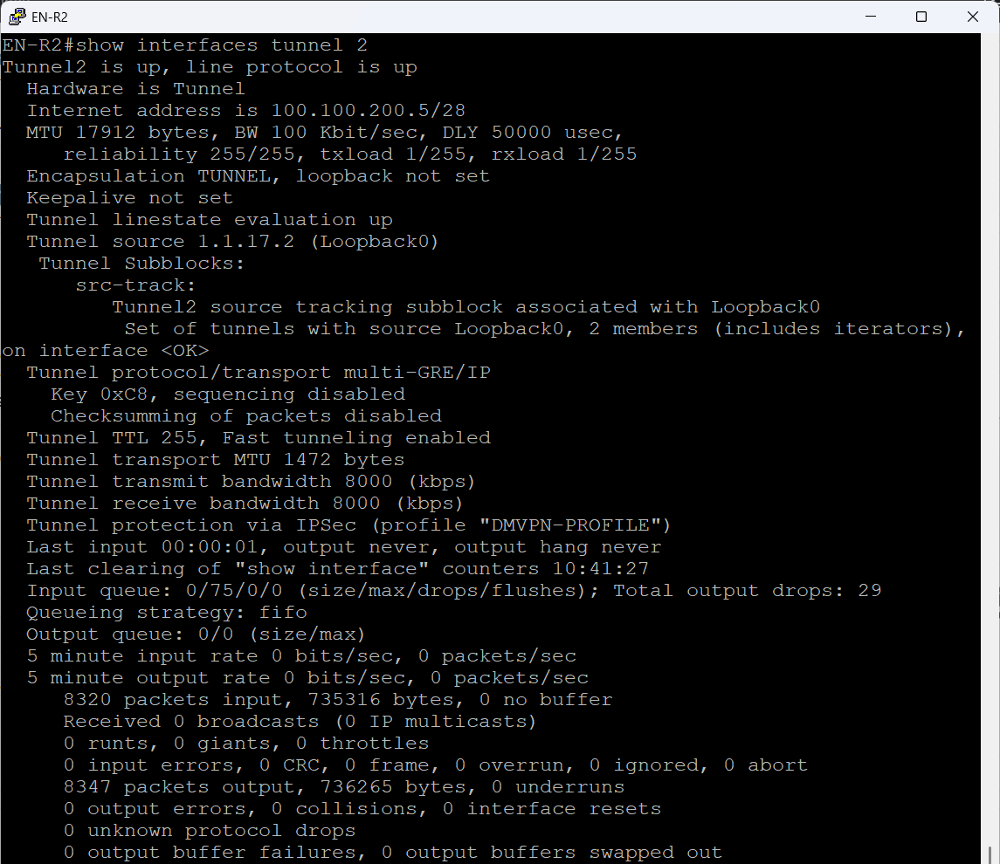 EN-R2
EN-R2#show interfaces tunnel 2
Tunnel2 is up, line protocol is up
Hardware is Tunnel
Internet address is 100.100.200.5/28
MTU 17912 bytes, BW 100 Kbit/sec, DLY 50000 usec,
reliability 255/255, txload 1/255, rxload 1/255
Encapsulation TUNNEL, loopback not set
Keepalive not set
Tunnel linestate evaluation up
Tunnel source 1.1.17.2 (Loopback0)
Tunnel Subblocks:
src-track:
Tunnel2 source tracking subblock associated with Loopback0
Set of tunnels with source Loopback0, 2 members (includes iterators),
on interface <OK>
Tunnel protocol/transport multi-GRE/IP
Key 0xC8, sequencing disabled
Checksumming of packets disabled
Tunnel TTL 255, Fast tunneling enabled
Tunnel transport MTU 1472 bytes
Tunnel transmit bandwidth 8000 (kbps)
Tunnel receive bandwidth 8000 (kbps)
Tunnel protection via IPSec (profile "DMVPN-PROFILE")
Last input 00:00:01, output never, output hang never
Last clearing of "show interface" counters 10:41:27
Input queue: 0/75/0/0 (size/max/drops/flushes); Total output drops: 29
Queueing strategy: fifo
Output queue: 0/0 (size/max)
5 minute input rate 0 bits/sec, 0 packets/sec
5 minute output rate 0 bits/sec, 0 packets/sec
8320 packets input, 735316 bytes, 0 no buffer
Received 0 broadcasts (0 IP multicasts)
0 runts, 0 giants, 0 throttles
0 input errors, 0 CRC, 0 frame, 0 overrun, 0 ignored, 0 abort
8347 packets output, 736265 bytes, 0 underruns
0 output errors, 0 collisions, 0 interface resets
0 unknown protocol drops
0 output buffer failures, 0 output buffers swapped out